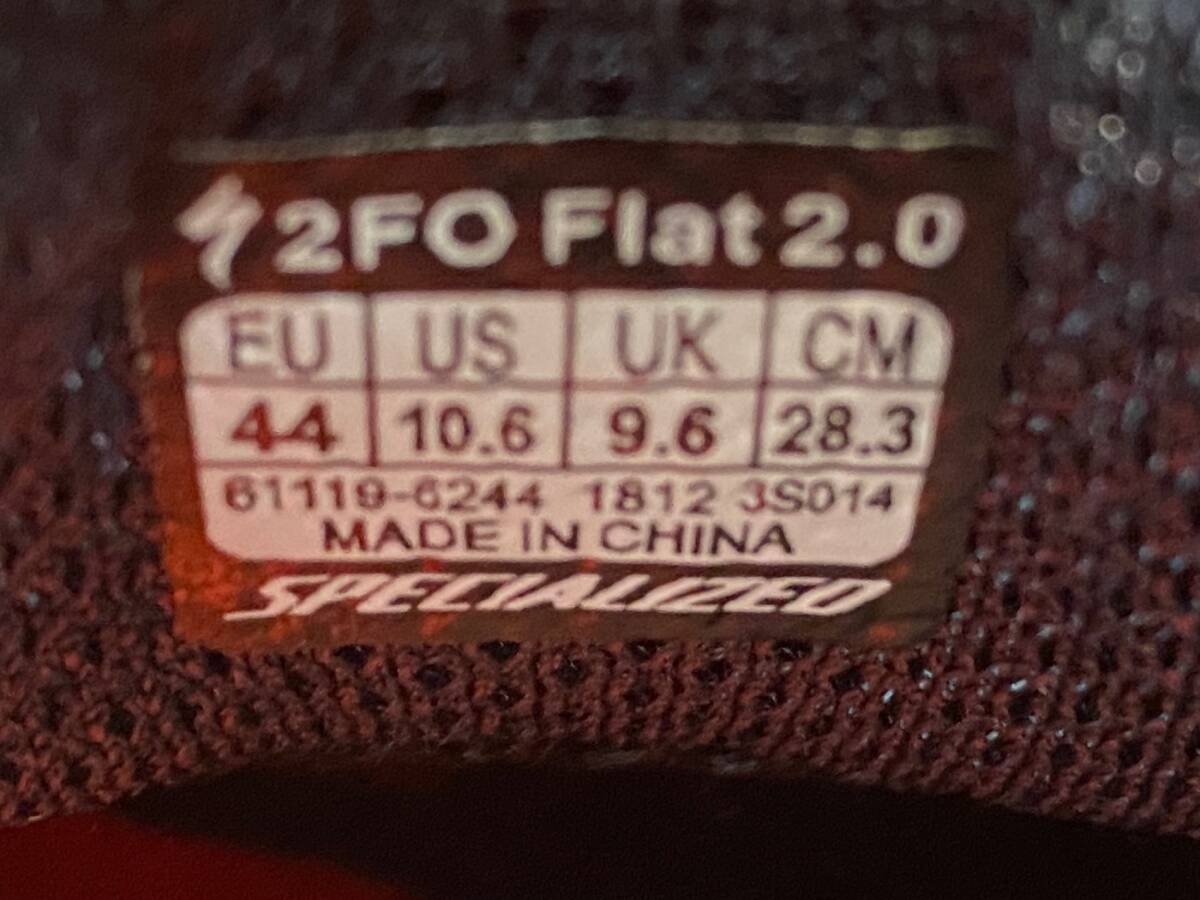 2FO Flat 2.0
EU US UK CM
44 10.6 9.6 28.3
61119-6244 1812 3S014
MADE IN CHINA
SPECIALIZED